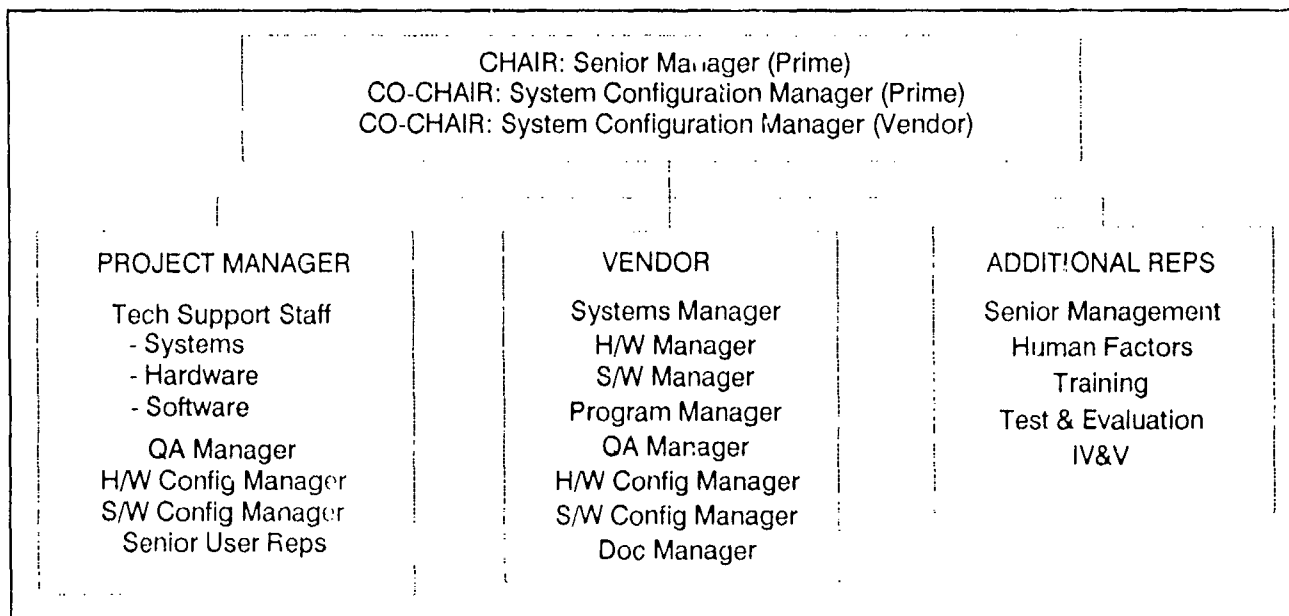 CHAIR: Senior Manager (Prime)
CO-CHAIR: System Configuration Manager (Prime)
CO-CHAIR: System Configuration Manager (Vendor)
PROJECT MANAGER
Tech Support Staff
- Systems
- Hardware
- Software
QA Manager
H/W Config Manager
S/W Config Manager
Senior User Reps
VENDOR
Systems Manager
H/W Manager
S/W Manager
Program Manager
QA Manager
H/W Config Manager
S/W Config Manager
Doc Manager
ADDITIONAL REPS
Senior Management
Human Factors
Training
Test & Evaluation
IV&V